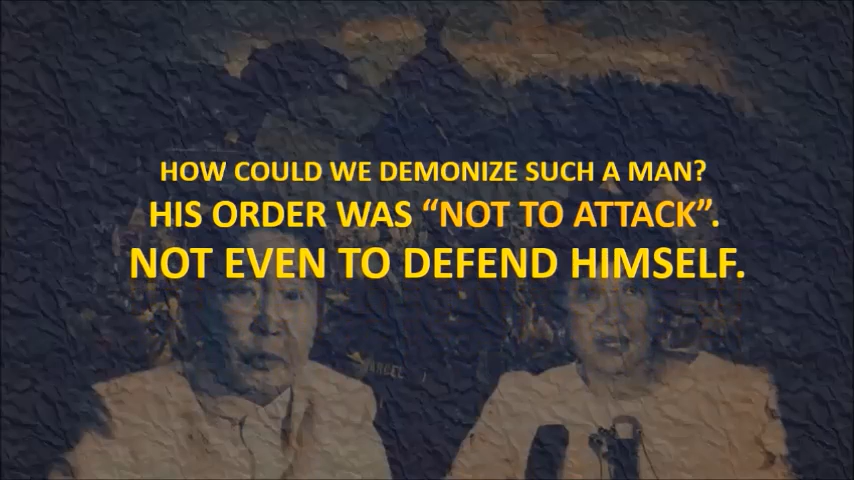 HOW COULD WE DEMONIZE SUCH A MAN?
HIS ORDER WAS “NOT TO ATTACK”.
NOT EVEN TO DEFEND HIMSELF.